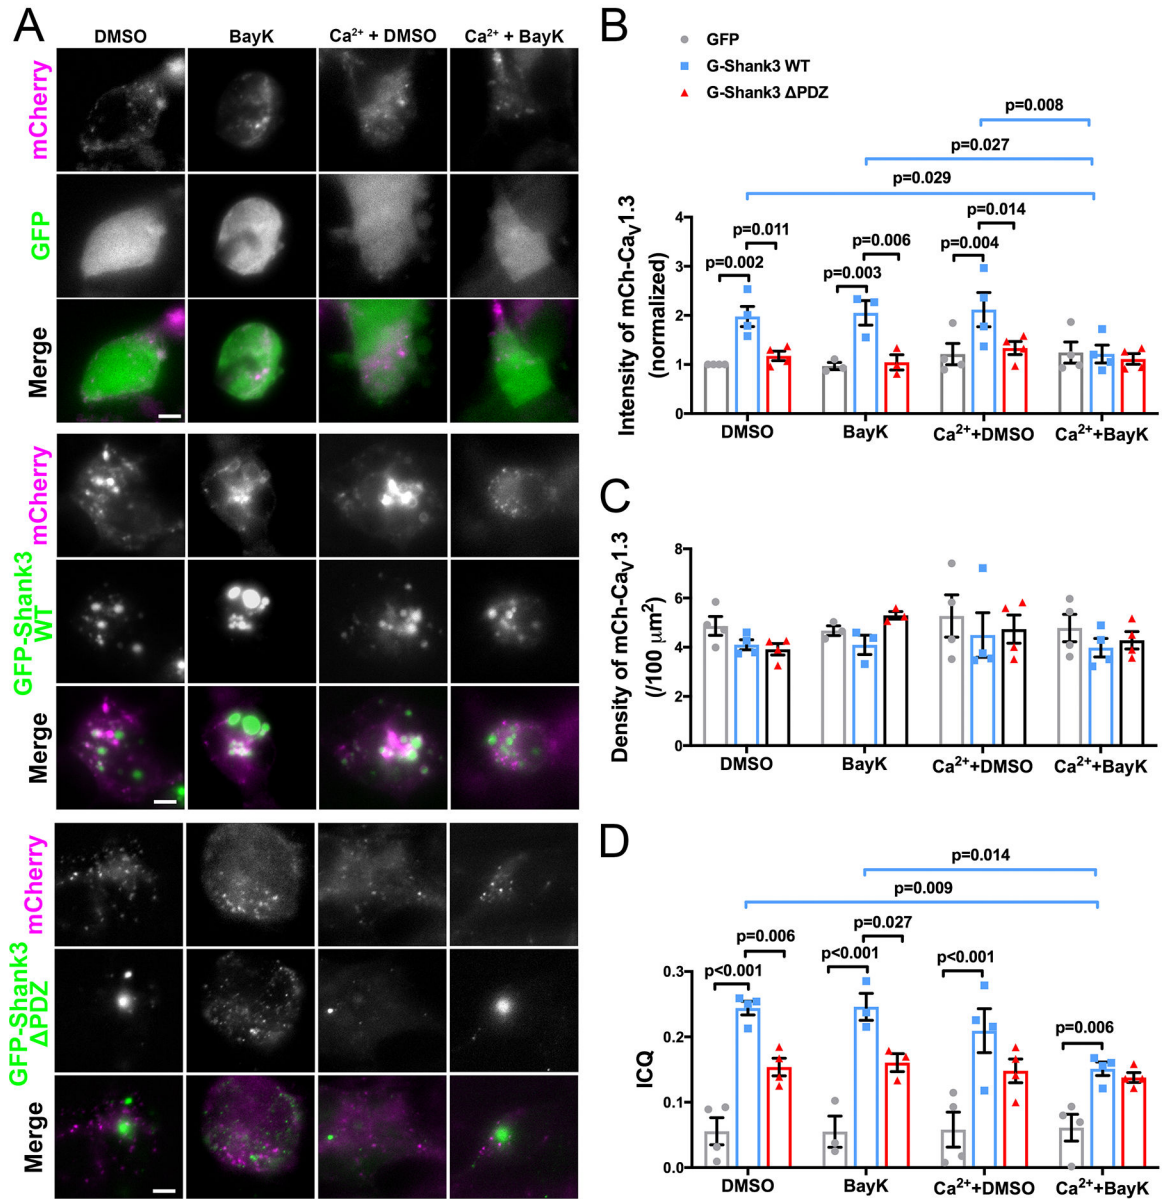 A
DMSO
BayK
Ca²⁺ + DMSO
Ca²⁺ + BayK
mCherry
GFP
Merge
mCherry
GFP-Shank3
WT
Merge
mCherry
GFP-Shank3
ΔPDZ
Merge
B
GFP
G-Shank3 WT
G-Shank3 ΔPDZ
p=0.008
p=0.027
p=0.029
p=0.014
p=0.011
p=0.006
p=0.004
p=0.002
p=0.003
Intensity of mCh-CaV1.3
(normalized)
4
3
2
1
0
DMSO
BayK
Ca²⁺+DMSO
Ca²⁺+BayK
C
Density of mCh-CaV1.3
(/100 μm²)
8
6
4
2
0
DMSO
BayK
Ca²⁺+DMSO
Ca²⁺+BayK
D
p=0.014
p=0.009
p=0.027
p=0.006
p<0.001
p<0.001
p<0.001
p=0.006
ICQ
0.3
0.2
0.1
0.0
DMSO
BayK
Ca²⁺+DMSO
Ca²⁺+BayK